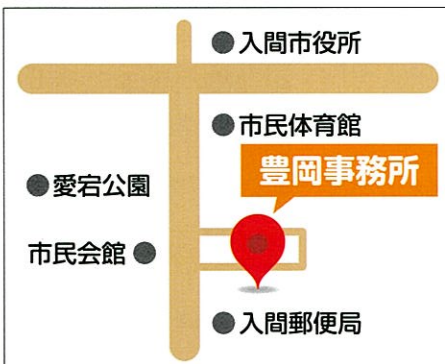 入間市役所
市民体育館
豊岡事務所
愛宕公園
市民会館
入間郵便局